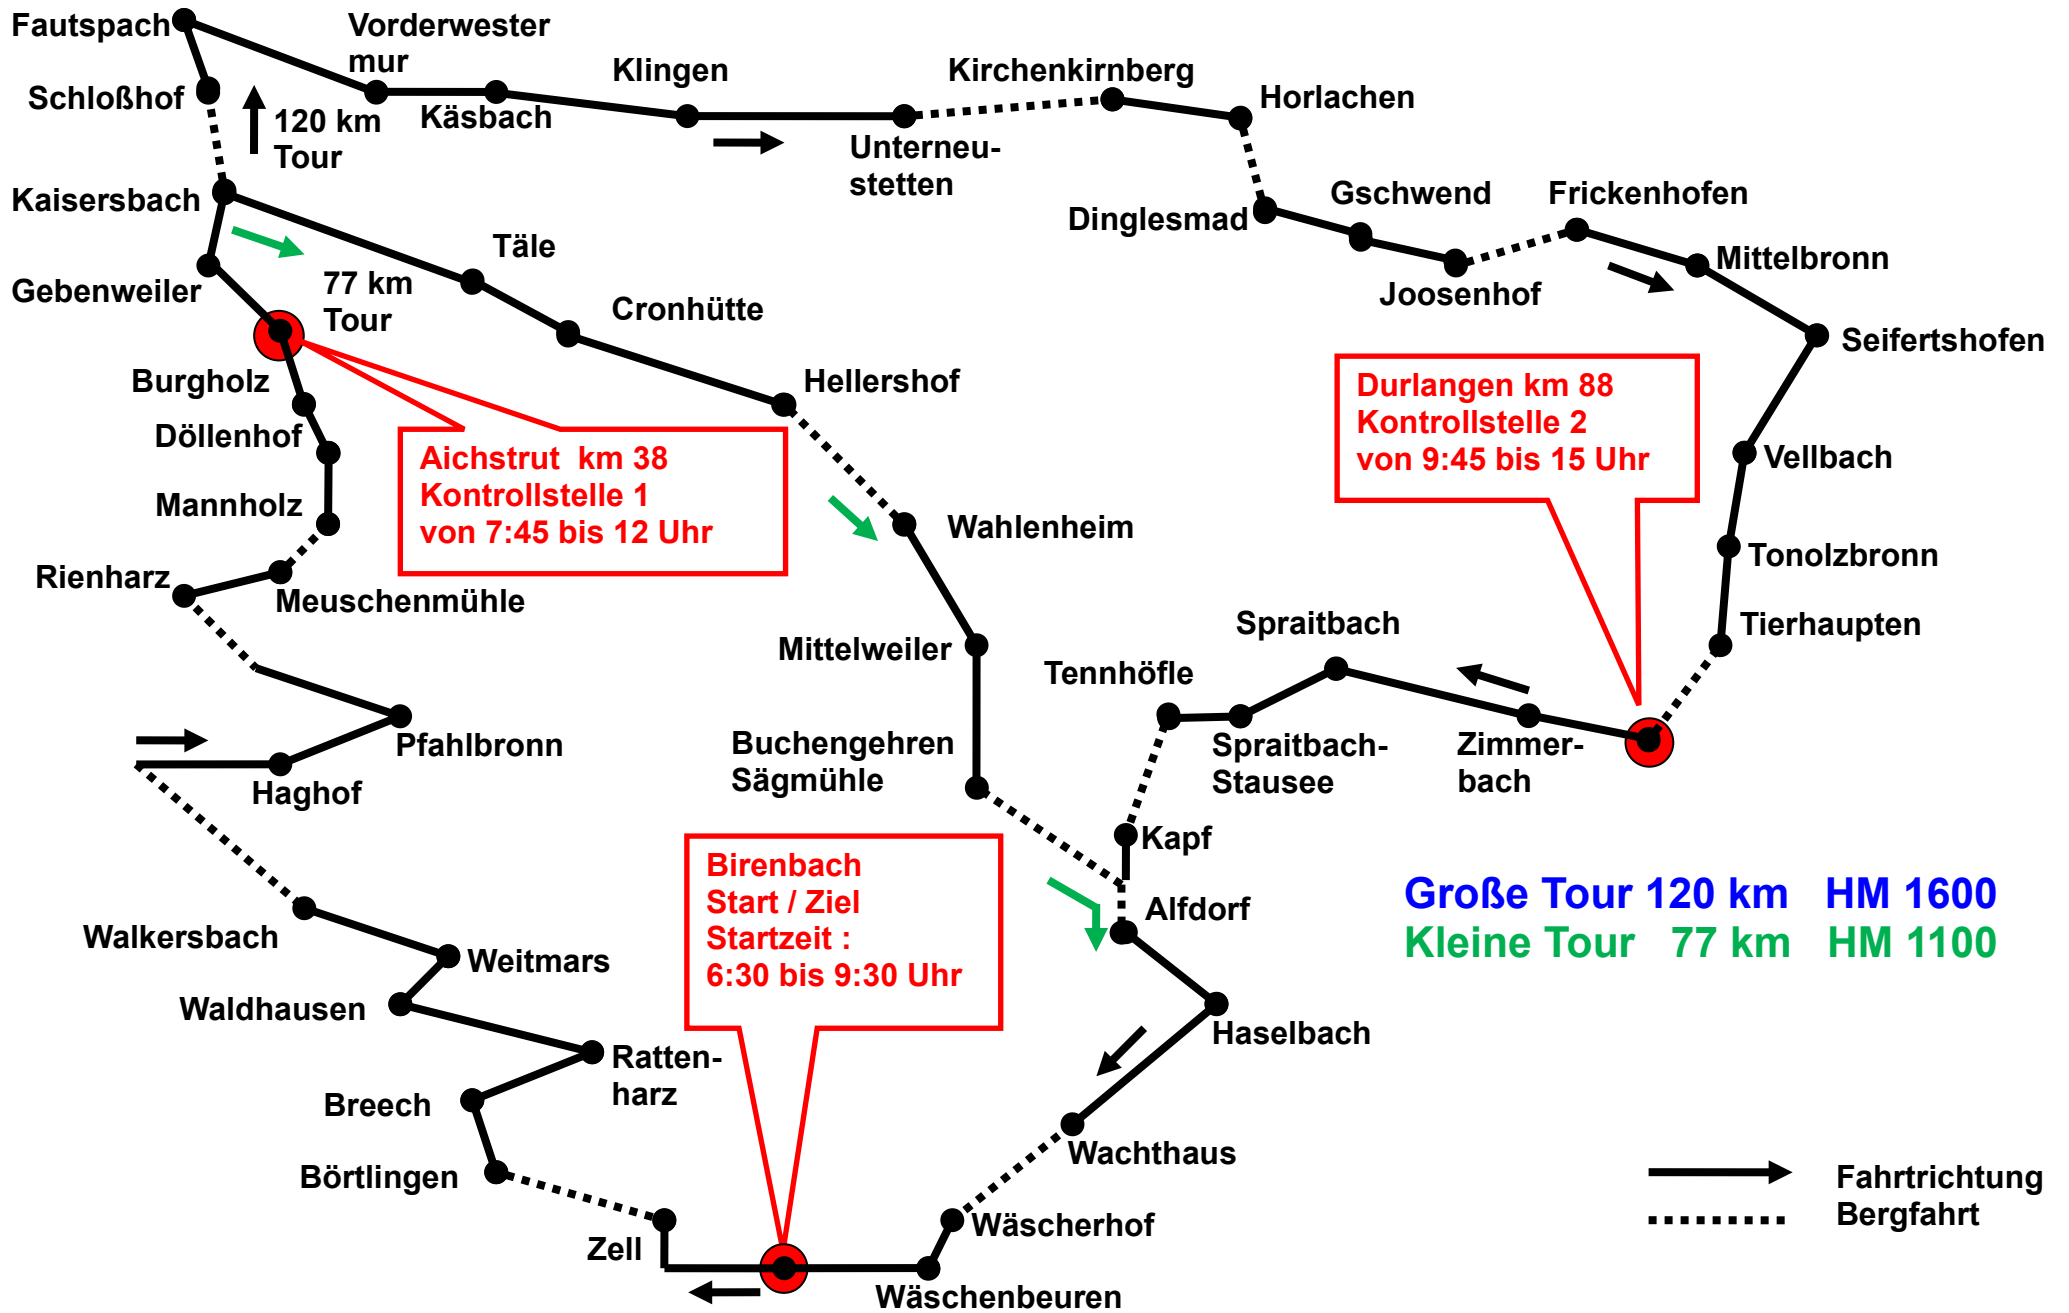 Fautspach
Vorderwester
mur
Klingen
Kirchenkirnberg
Horlachen
Schloßhof
120 km
Tour
Käsbach
Unterneu-
stetten
Kaisersbach
Dinglesmad
Gschwend
Frickenhofen
Täle
Mittelbronn
Gebenweiler
77 km
Tour
Joosenhof
Cronhütte
Seifertshofen
Burgholz
Hellershof
Durlangen km 88
Kontrollstelle 2
von 9:45 bis 15 Uhr
Döllenhof
Aichstrut  km 38
Kontrollstelle 1
von 7:45 bis 12 Uhr
Vellbach
Mannholz
Wahlenheim
Tonolzbronn
Rienharz
Meuschenmühle
Spraitbach
Tierhaupten
Mittelweiler
Tennhöfle
Pfahlbronn
Buchengehren
Sägmühle
Spraitbach-
Stausee
Zimmer-
bach
Haghof
Kapf
Birenbach
Start / Ziel
Startzeit :
6:30 bis 9:30 Uhr
Große Tour 120 km   HM 1600
Kleine Tour   77 km   HM 1100
Alfdorf
Walkersbach
Weitmars
Waldhausen
Haselbach
Ratten-
harz
Breech
Wachthaus
Börtlingen
Fahrtrichtung
Bergfahrt
Wäscherhof
Zell
Wäschenbeuren